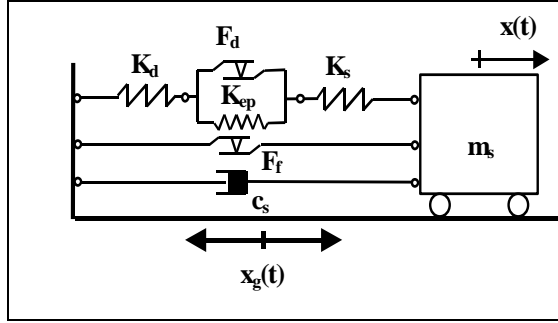 x(t)
F_d
K_d
K_s
K_ep
m_s
F_f
c_s
x_g(t)